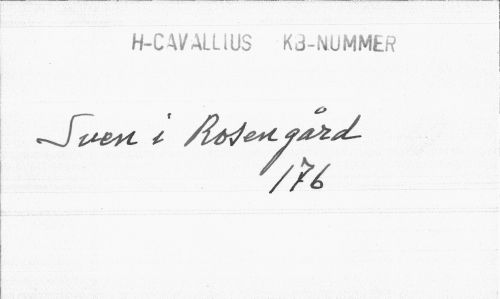 H-CAVALLIUS KB-NUMMER
Sven i Rosengård
176